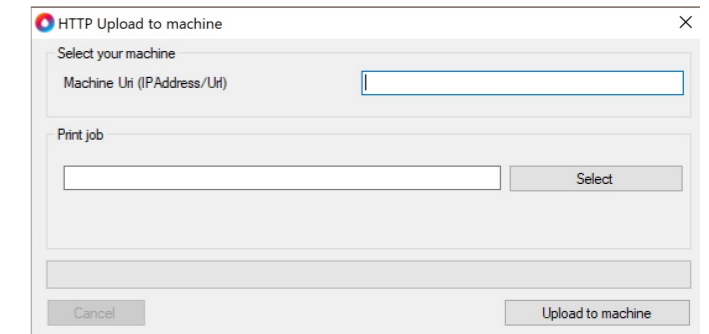 HTTP Upload to machine
Select your machine
Machine Uri (IPAddress/Url)
Print job
Select
Cancel
Upload to machine